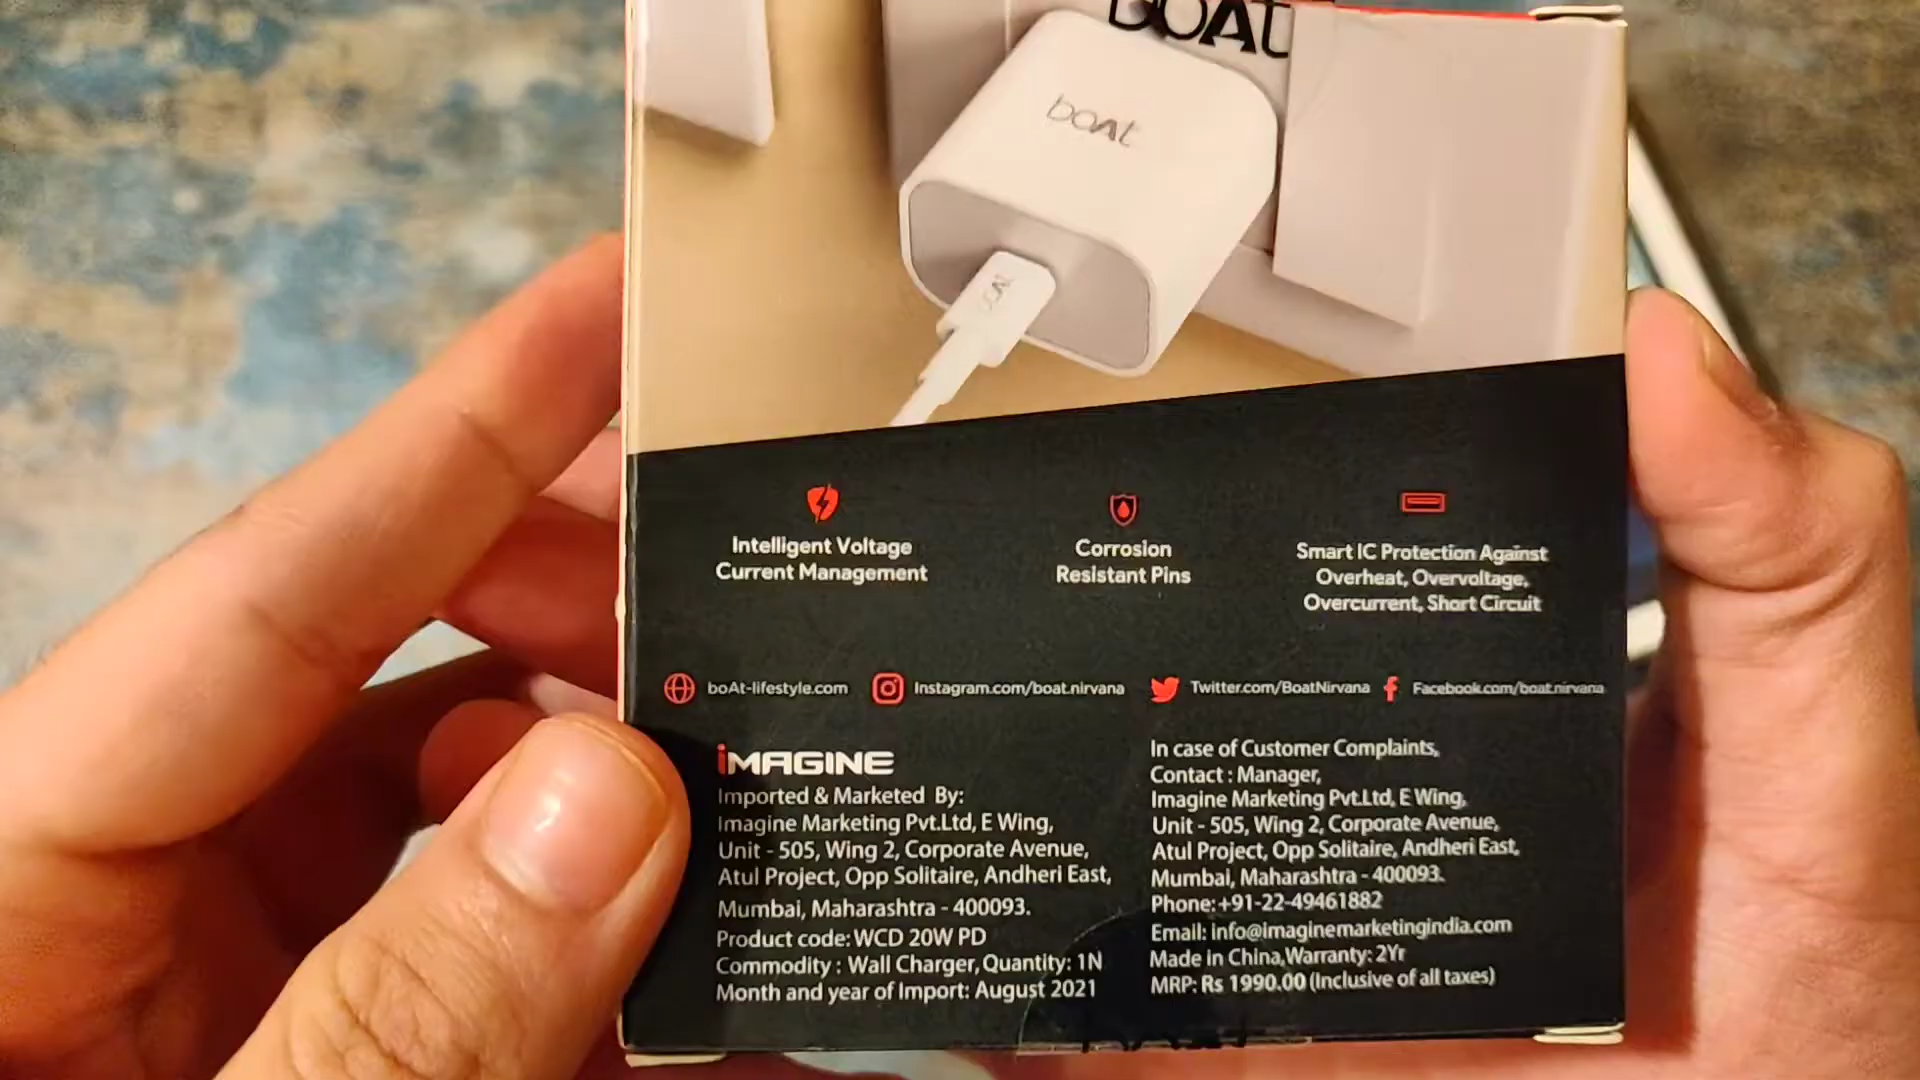 boAt
boAt
Intelligent Voltage
Current Management
Corrosion
Resistant Pins
Smart IC Protection Against
Overheat, Overvoltage,
Overcurrent, Short Circuit
boAt-lifestyle.com
Instagram.com/boat.nirvana
Twitter.com/BoatNirvana
Facebook.com/boat.nirvana
iMAGINE
Imported & Marketed By:
Imagine Marketing Pvt.Ltd, E Wing,
Unit - 505, Wing 2, Corporate Avenue,
Atul Project, Opp Solitaire, Andheri East,
Mumbai, Maharashtra - 400093.
Product code: WCD 20W PD
Commodity : Wall Charger, Quantity: 1N
Month and year of Import: August 2021
In case of Customer Complaints,
Contact : Manager,
Imagine Marketing Pvt.Ltd, E Wing,
Unit - 505, Wing 2, Corporate Avenue,
Atul Project, Opp Solitaire, Andheri East,
Mumbai, Maharashtra - 400093.
Phone: +91-22-49461882
Email: info@imaginemarketingindia.com
Made in China, Warranty: 2Yr
MRP: Rs 1990.00 (Inclusive of all taxes)